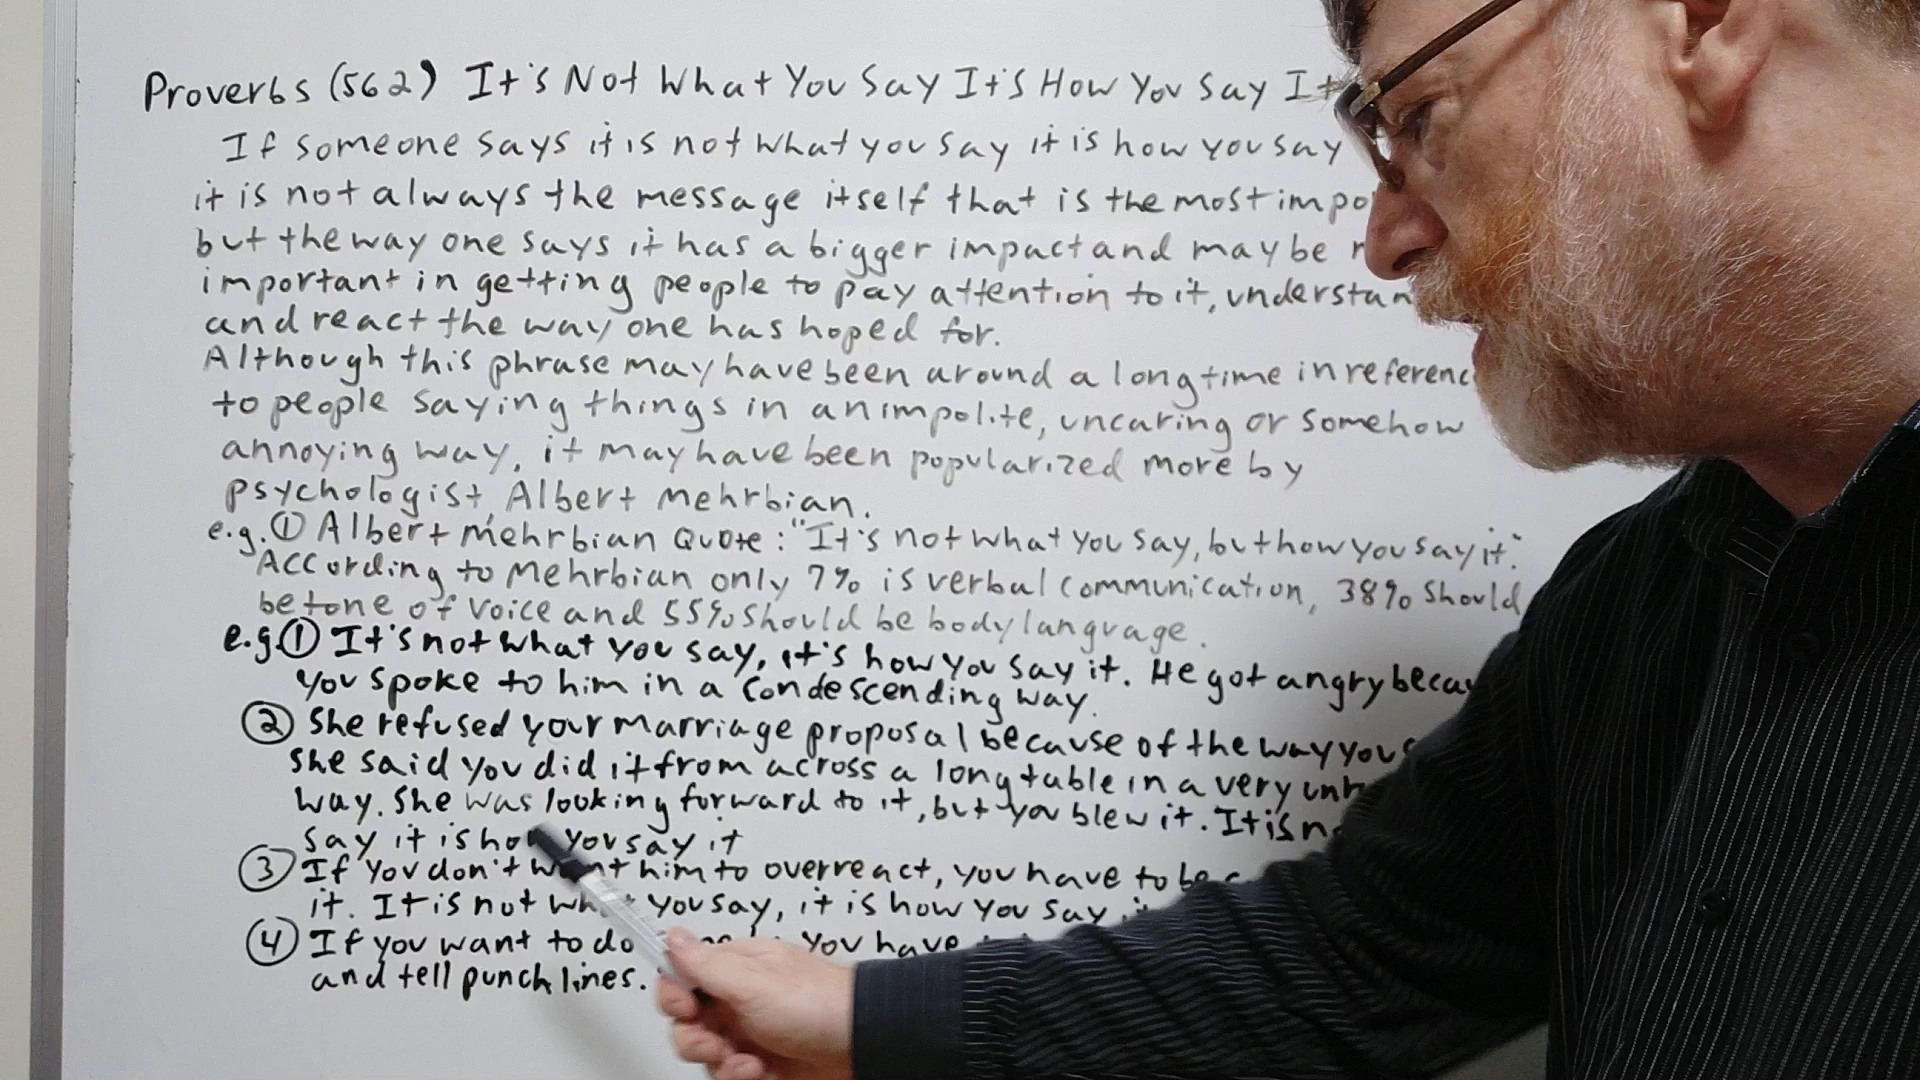 Proverbs (562) It's Not What You Say It's How You Say It
If someone says it is not what you say it is how you say
it is not always the message itself that is the most impo
but the way one says it has a bigger impact and maybe
important in getting people to pay attention to it, understan
and react the way one has hoped for.
Although this phrase may have been around a long time in referenc
to people saying things in an impolite, uncaring or somehow
annoying way, it may have been popularized more by
psychologist, Albert Mehrbian.
e.g. ① Albert Mehrbian Quote: "It's not what you say, but how you say it."
According to Mehrbian only 7% is verbal communication, 38% should
be tone of voice and 55% should be body language.
e.g. ① It's not what you say, it's how you say it. He got angry becau
you spoke to him in a condescending way.
② She refused your marriage proposal because of the way you
She said you did it from across a long table in a very
way. She was looking forward to it, but you blew it. It is
say it is how you say it
③ If you don't want him to overreact, you have to be
it. It is not what you say, it is how you say
④ If you want to do you have
and tell punch lines.